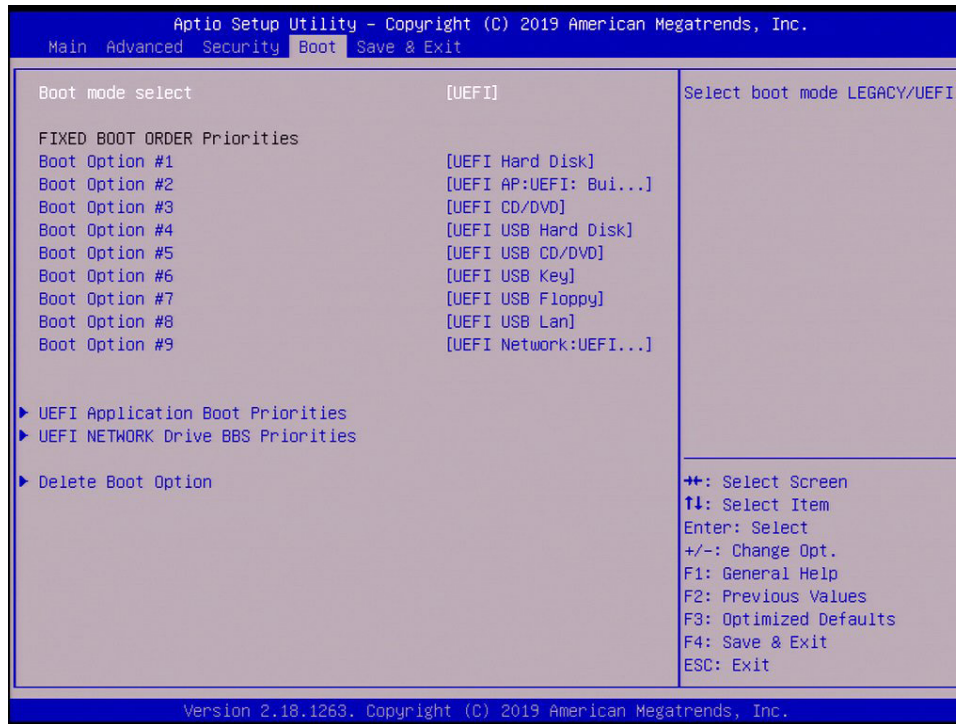 Aptio Setup Utility – Copyright (C) 2019 American Megatrends, Inc.
Main Advanced Security Boot Save & Exit
Boot mode select [UEFI]
Select boot mode LEGACY/UEFI
FIXED BOOT ORDER Priorities
Boot Option #1 [UEFI Hard Disk]
Boot Option #2 [UEFI AP:UEFI: Bui...]
Boot Option #3 [UEFI CD/DVD]
Boot Option #4 [UEFI USB Hard Disk]
Boot Option #5 [UEFI USB CD/DVD]
Boot Option #6 [UEFI USB Key]
Boot Option #7 [UEFI USB Floppy]
Boot Option #8 [UEFI USB Lan]
Boot Option #9 [UEFI Network:UEFI...]
▶ UEFI Application Boot Priorities
▶ UEFI NETWORK Drive BBS Priorities
▶ Delete Boot Option
→←: Select Screen
↑↓: Select Item
Enter: Select
+/-: Change Opt.
F1: General Help
F2: Previous Values
F3: Optimized Defaults
F4: Save & Exit
ESC: Exit
Version 2.18.1263. Copyright (C) 2019 American Megatrends, Inc.